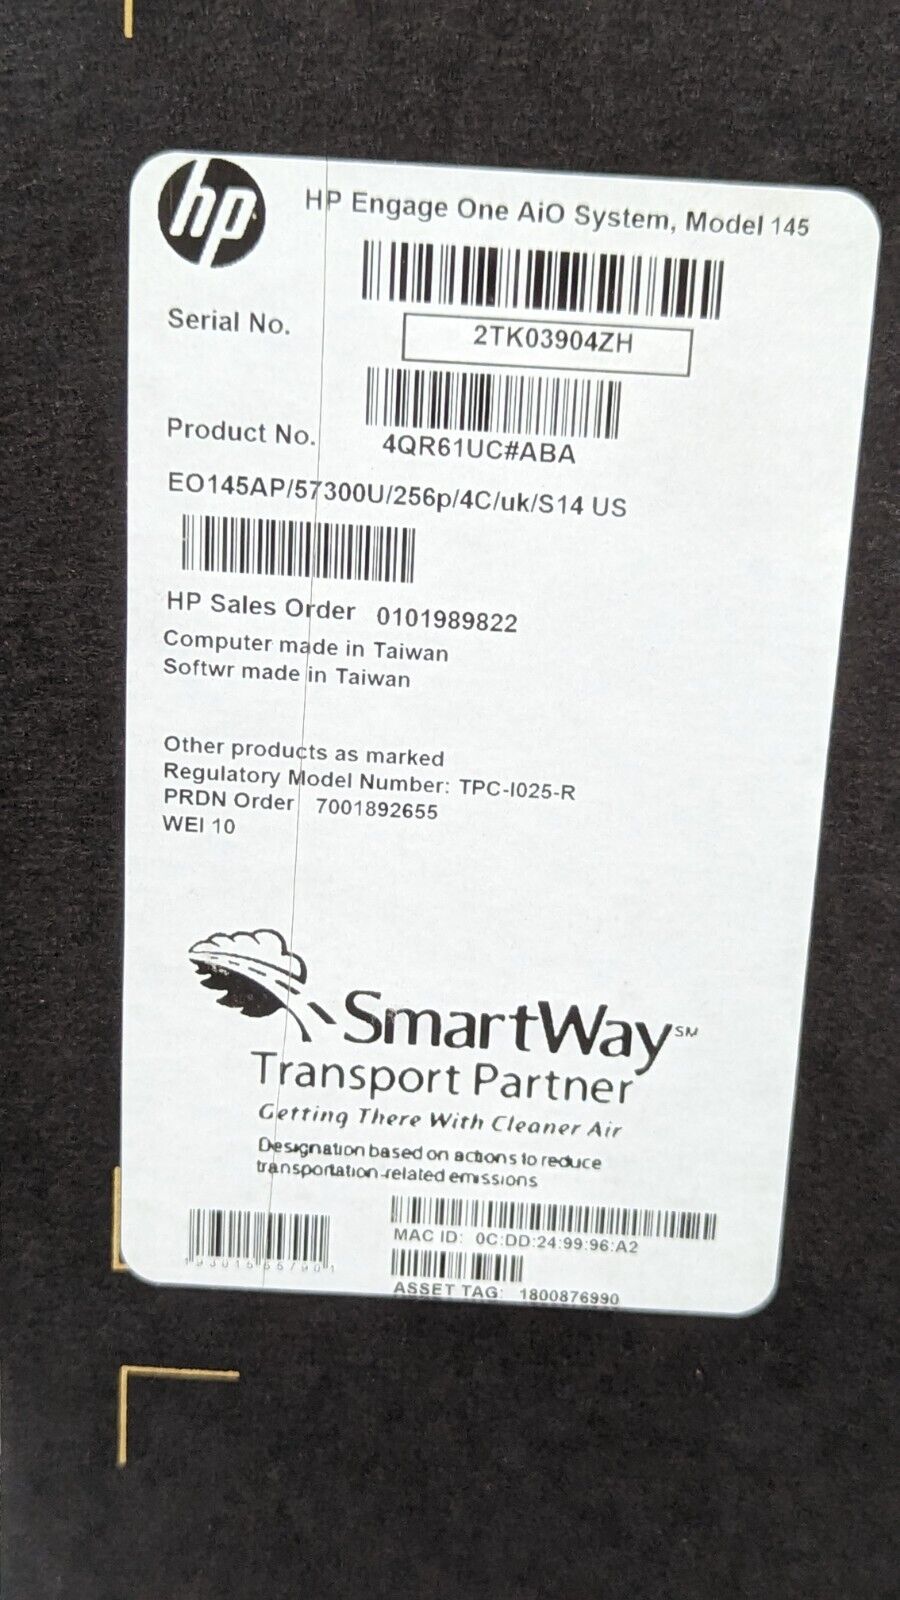 hp
HP Engage One AiO System, Model 145
Serial No.
2TK03904ZH
Product No.
4QR61UC#ABA
EO145AP/57300U/256p/4C/uk/S14 US
HP Sales Order 0101989822
Computer made in Taiwan
Softwr made in Taiwan
Other products as marked
Regulatory Model Number: TPC-I025-R
PRDN Order 7001892655
WEI 10
SmartWay SM
Transport Partner
Getting There With Cleaner Air
Designation based on actions to reduce
transportation-related emissions
MAC ID: 0C:DD:24:99:96:A2
ASSET TAG: 1800876990